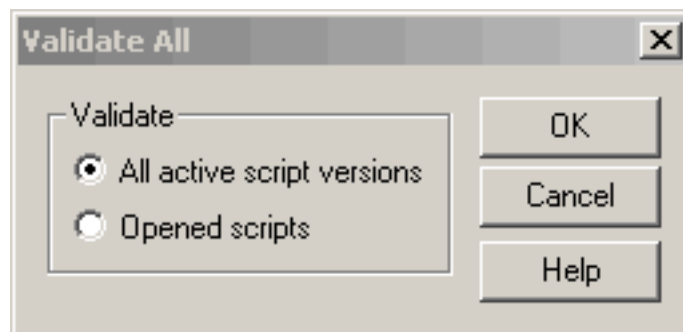 Validate All
Validate
All active script versions
Opened scripts
OK
Cancel
Help